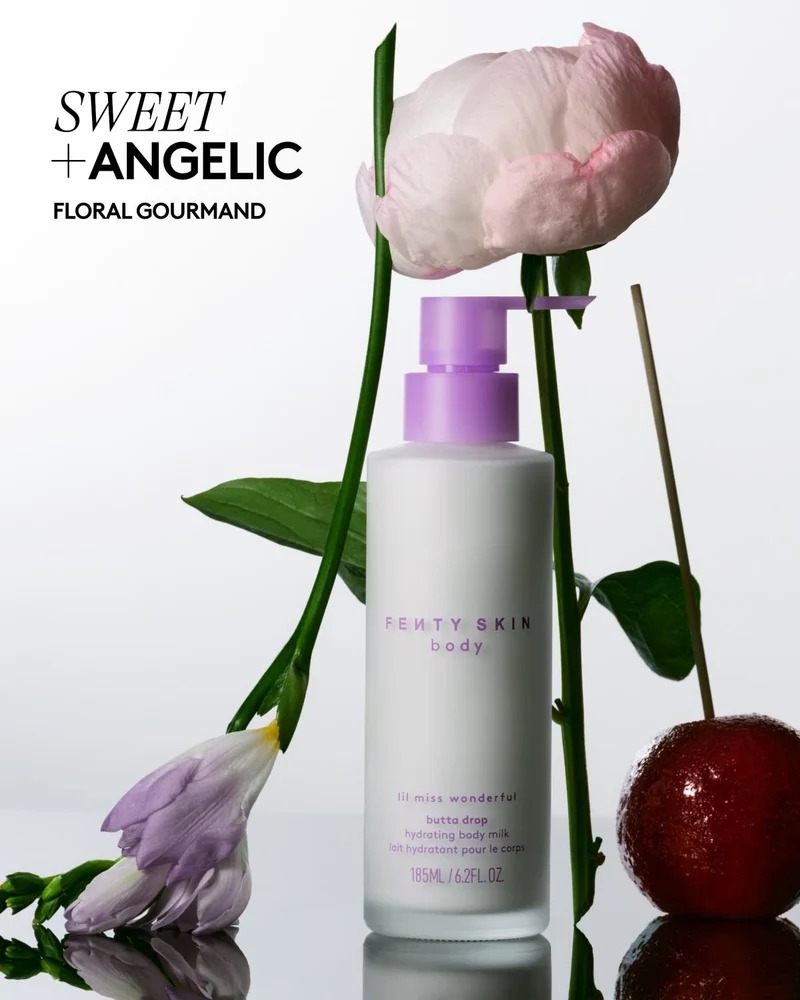 SWEET
+ANGELIC
FLORAL GOURMAND
FENTY SKIN
body
lil miss wonderful
butta drop
hydrating body milk
lait hydratant pour le corps
185ML / 6.2FL.OZ.